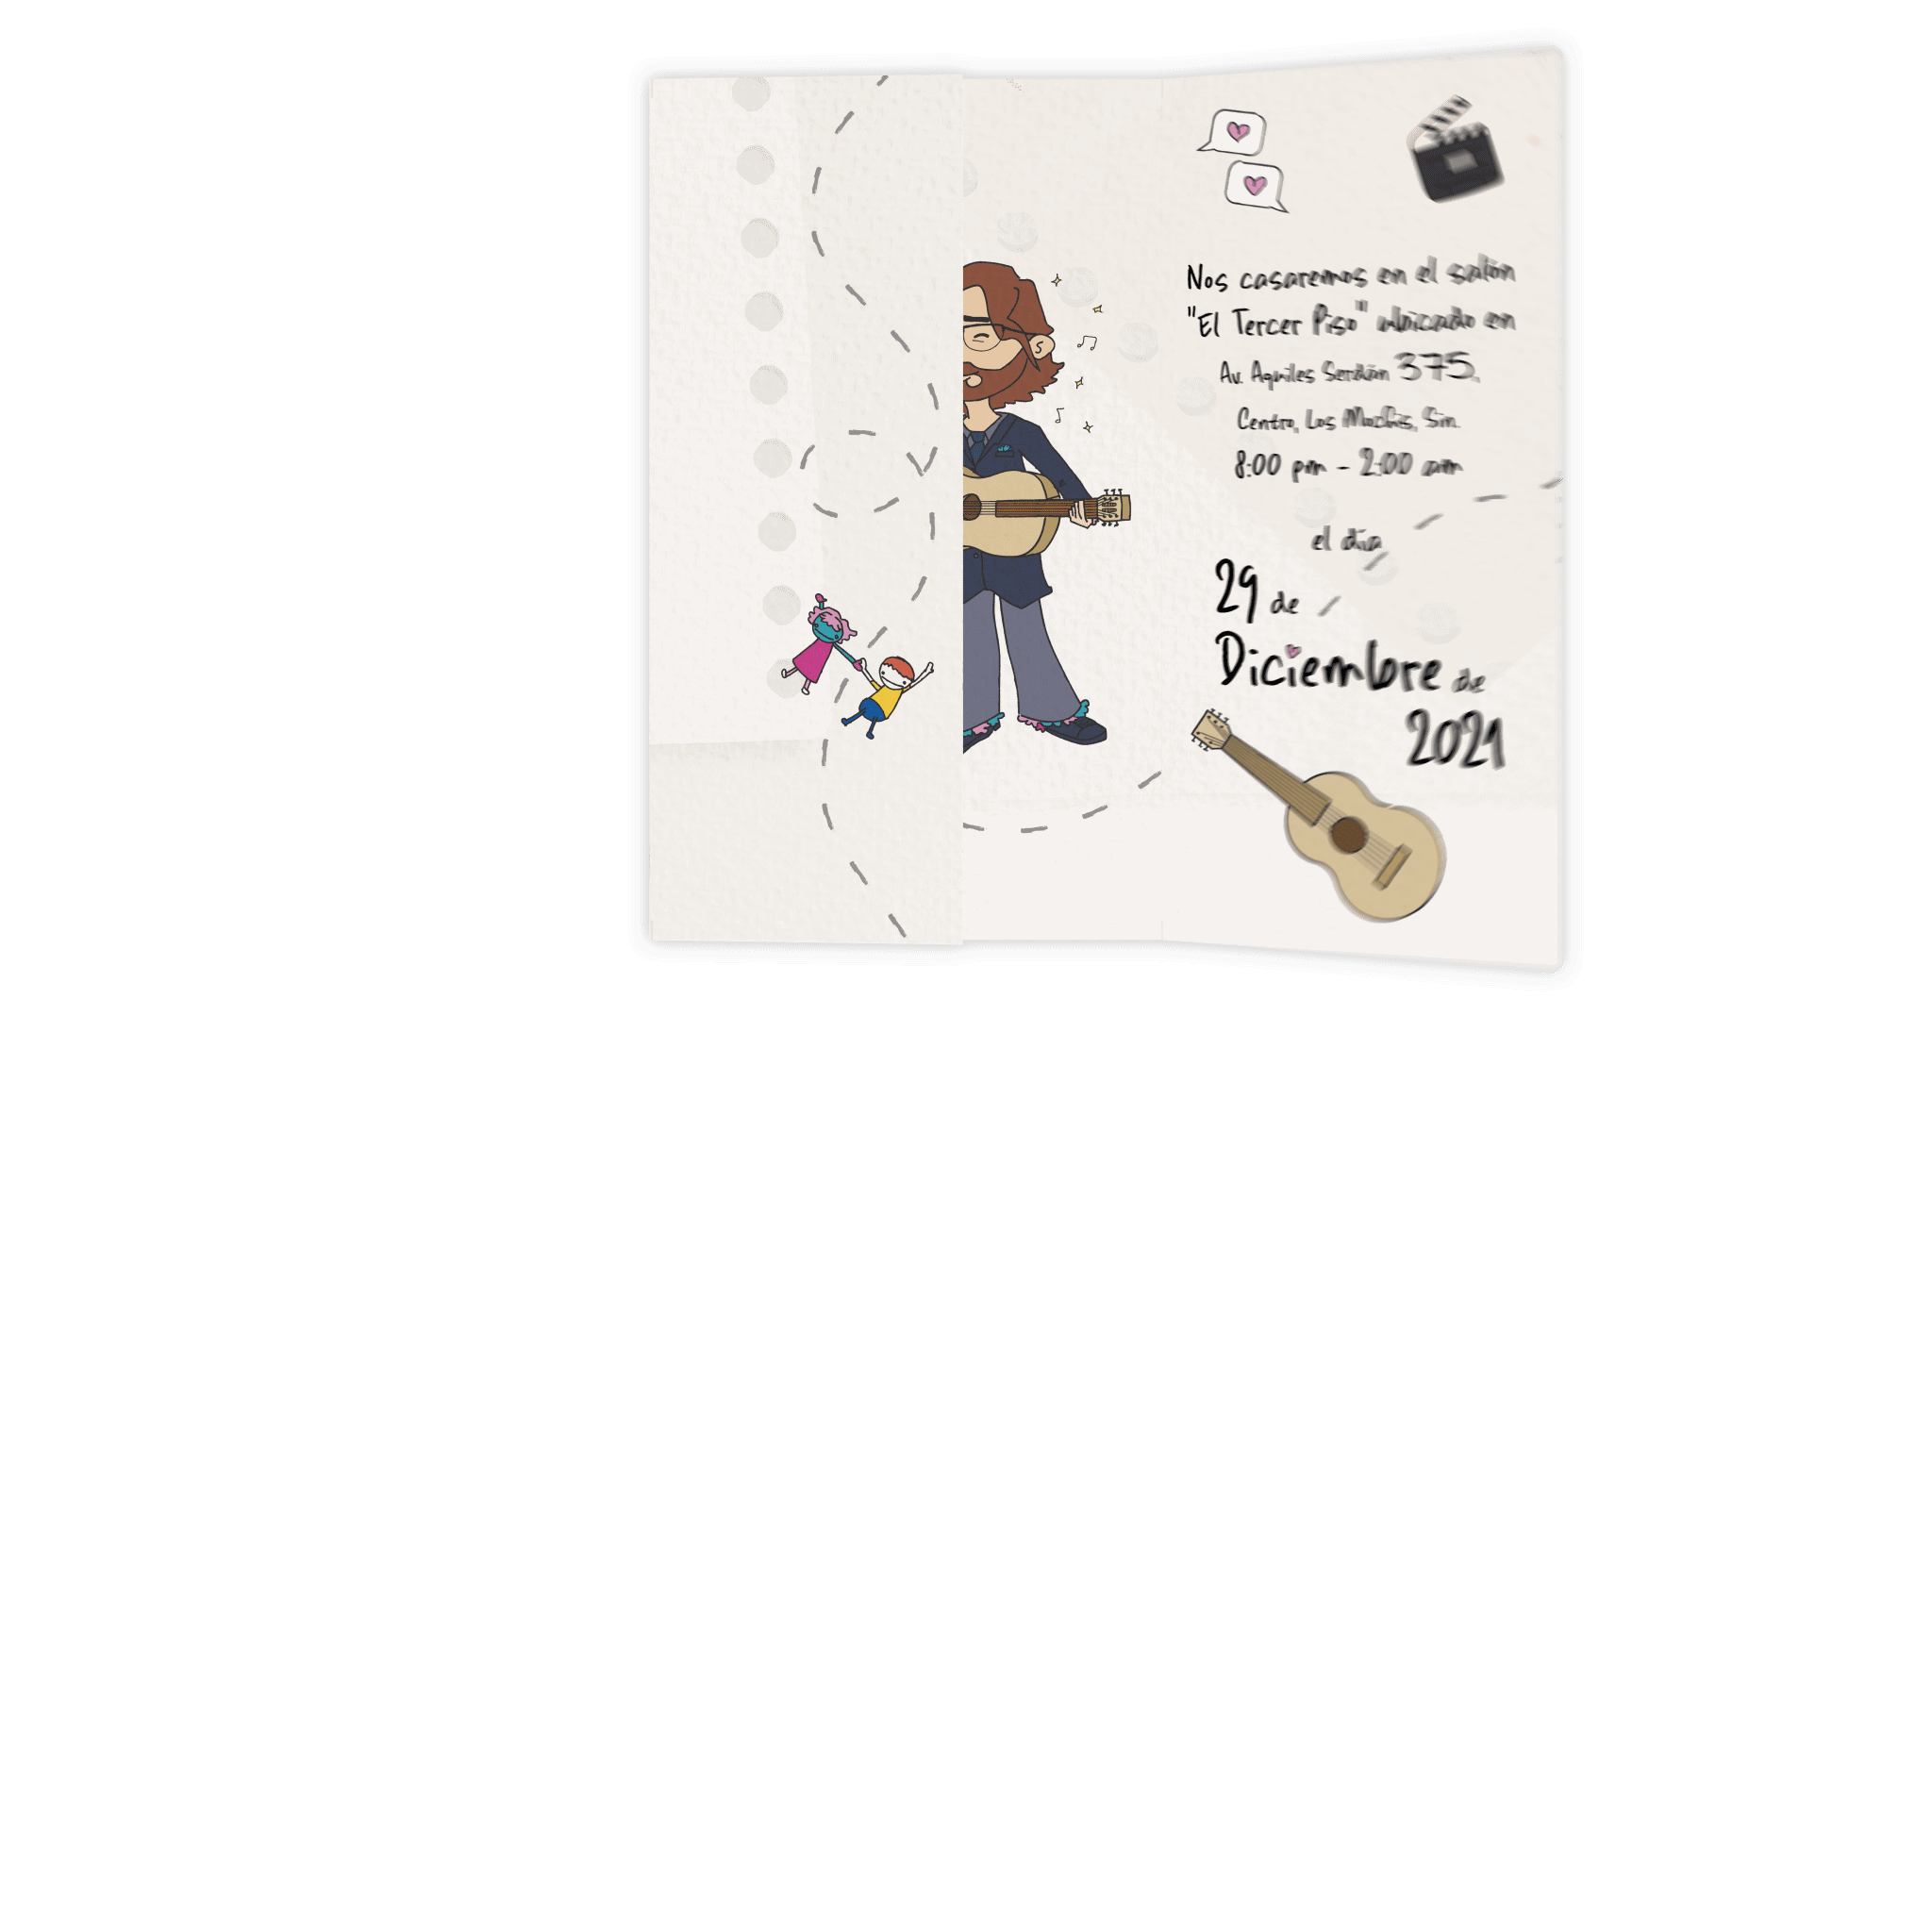 Nos casaremos en el salón
"El Tercer Piso" ubicado en
Av. Aquiles Serdán 375,
Centro, Los Mochis, Sin.
8:00 pm - 2:00 am
el día
29 de
Diciembre de
2021